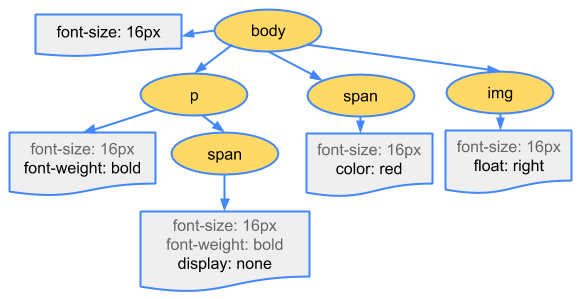 font-size: 16px
body
p
span
img
font-size: 16px
font-weight: bold
span
font-size: 16px
color: red
font-size: 16px
float: right
font-size: 16px
font-weight: bold
display: none